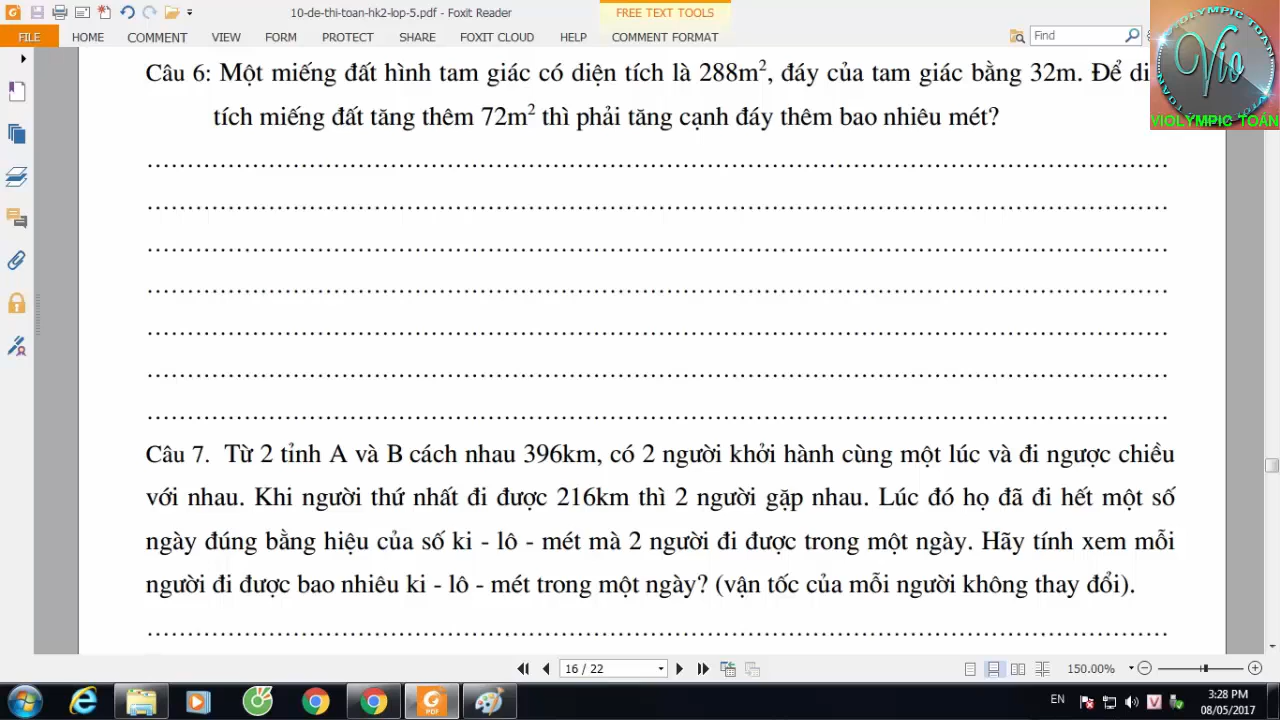 10-de-thi-toan-hk2-lop-5.pdf - Foxit Reader
FREE TEXT TOOLS
FILE HOME COMMENT VIEW FORM PROTECT SHARE FOXIT CLOUD HELP COMMENT FORMAT
Find
VIOLYMPIC TOÁN
Vio
VIOLYMPIC TOÁN
Câu 6: Một miếng đất hình tam giác có diện tích là 288m², đáy của tam giác bằng 32m. Để di
tích miếng đất tăng thêm 72m² thì phải tăng cạnh đáy thêm bao nhiêu mét?
Câu 7. Từ 2 tỉnh A và B cách nhau 396km, có 2 người khởi hành cùng một lúc và đi ngược chiều
với nhau. Khi người thứ nhất đi được 216km thì 2 người gặp nhau. Lúc đó họ đã đi hết một số
ngày đúng bằng hiệu của số ki - lô - mét mà 2 người đi được trong một ngày. Hãy tính xem mỗi
người đi được bao nhiêu ki - lô - mét trong một ngày? (vận tốc của mỗi người không thay đổi).
16 / 22
150.00%
PDF
EN
V
3:28 PM
08/05/2017